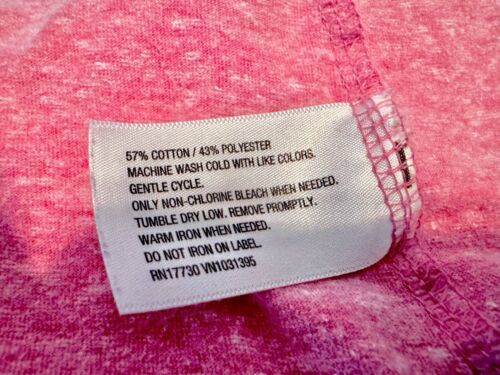 57% COTTON / 43% POLYESTER
MACHINE WASH COLD WITH LIKE COLORS.
GENTLE CYCLE.
ONLY NON-CHLORINE BLEACH WHEN NEEDED.
TUMBLE DRY LOW. REMOVE PROMPTLY.
WARM IRON WHEN NEEDED.
DO NOT IRON ON LABEL.
RN17730 VN1031395